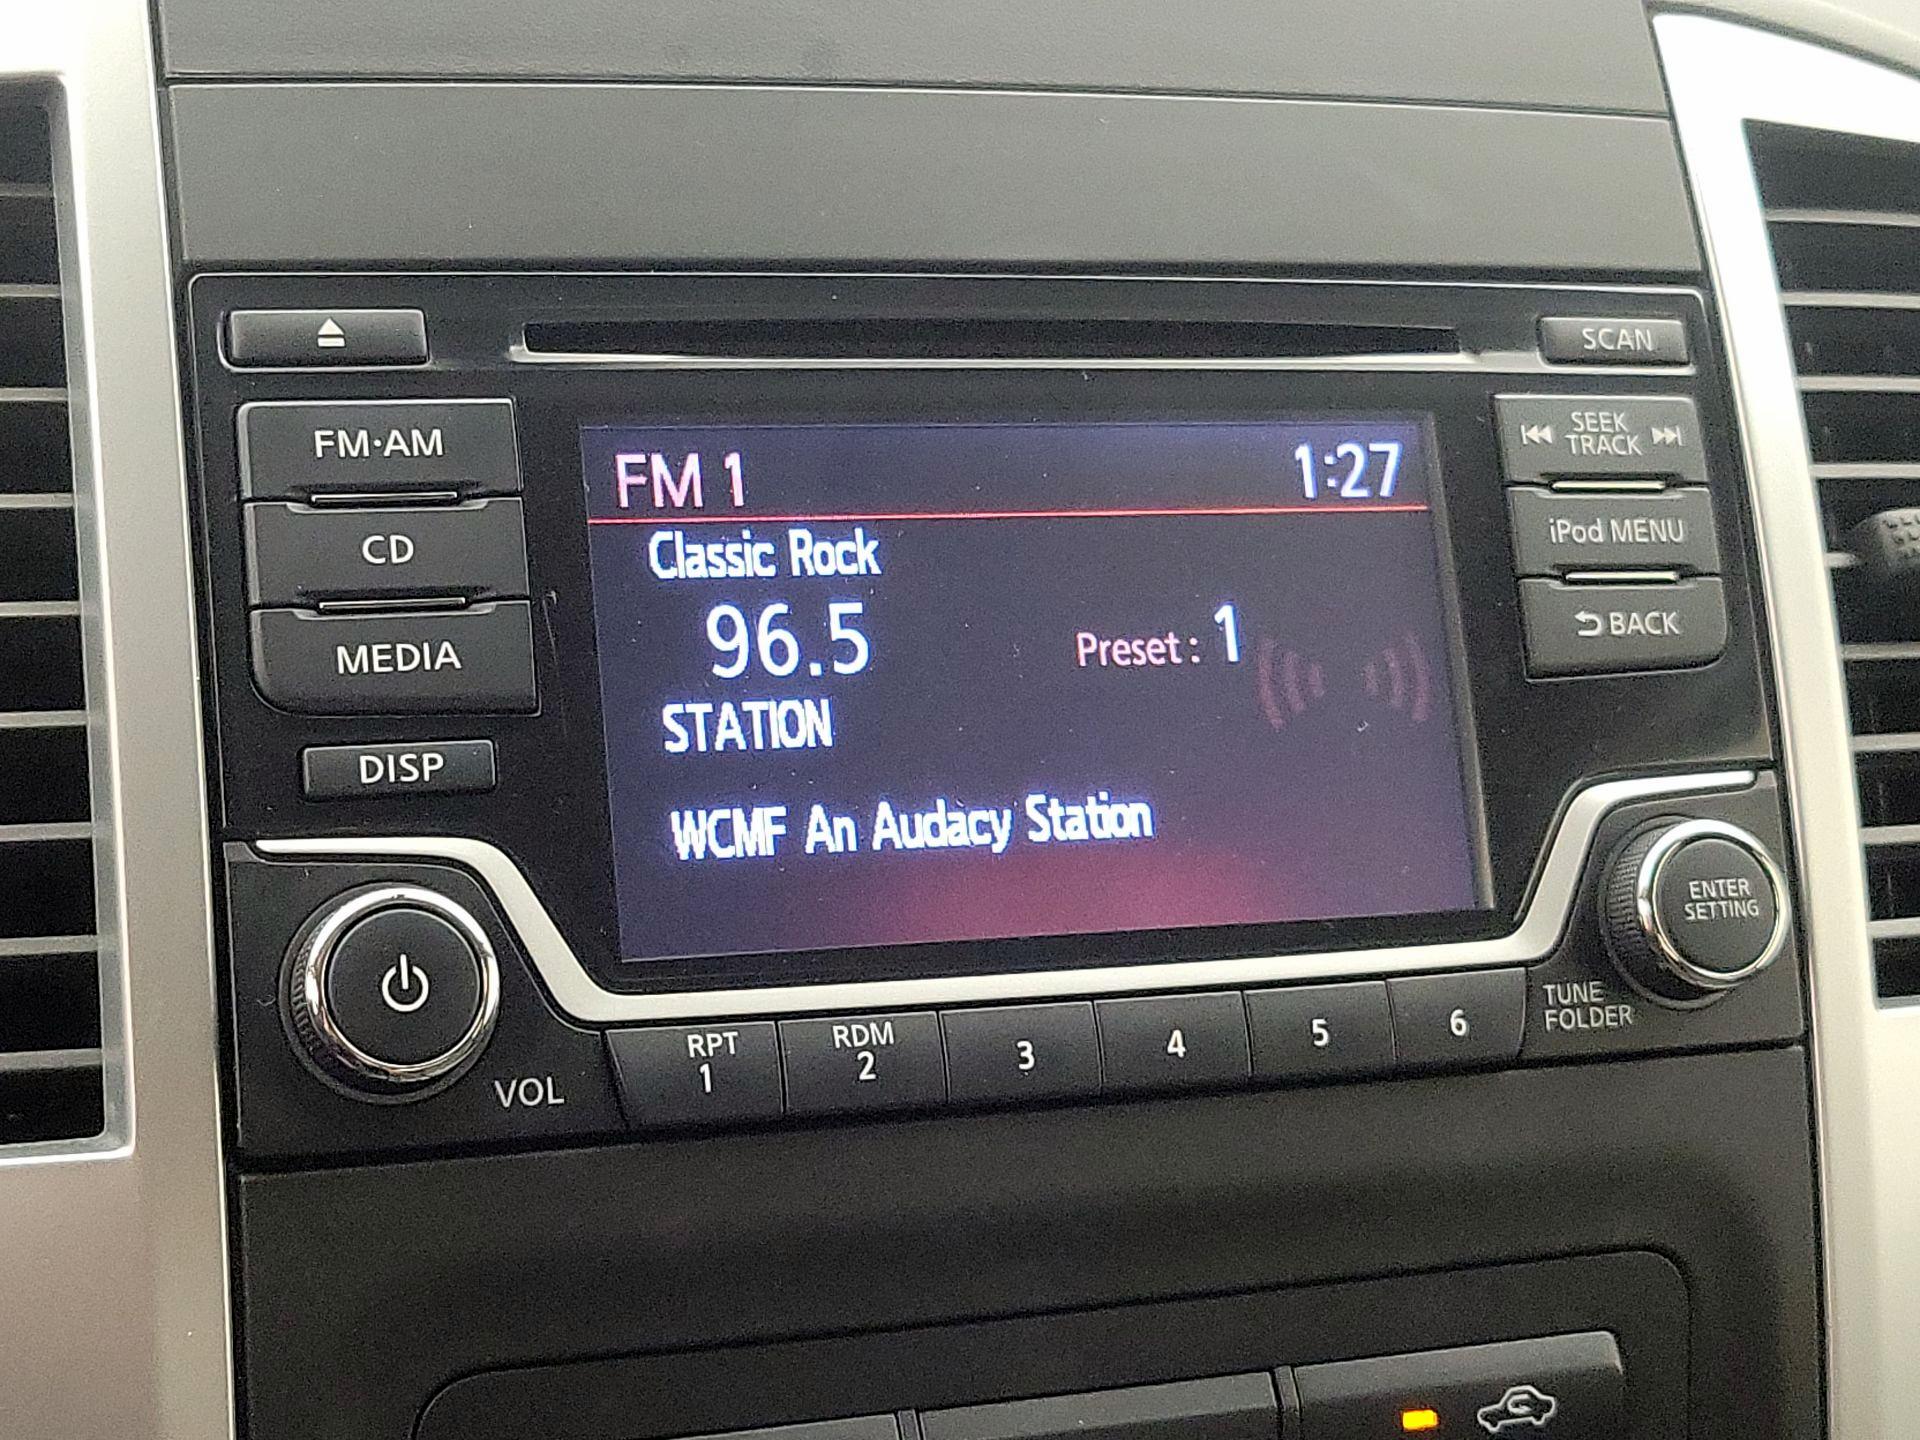 SCAN
FM·AM
CD
MEDIA
DISP
FM 1 1:27
Classic Rock
96.5 Preset : 1
STATION
WCMF An Audacy Station
SEEK
TRACK
iPod MENU
BACK
ENTER
SETTING
TUNE
FOLDER
VOL
RPT
1
RDM
2
3
4
5
6